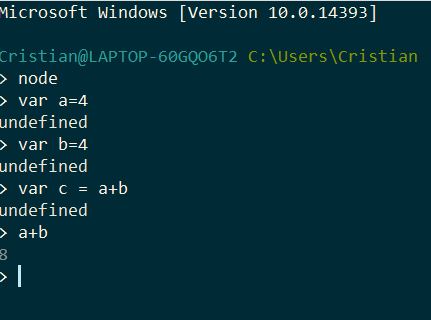 Microsoft Windows [Version 10.0.14393]
Cristian@LAPTOP-60GQO6T2 C:\Users\Cristian
> node
> var a=4
undefined
> var b=4
undefined
> var c = a+b
undefined
> a+b
8
>